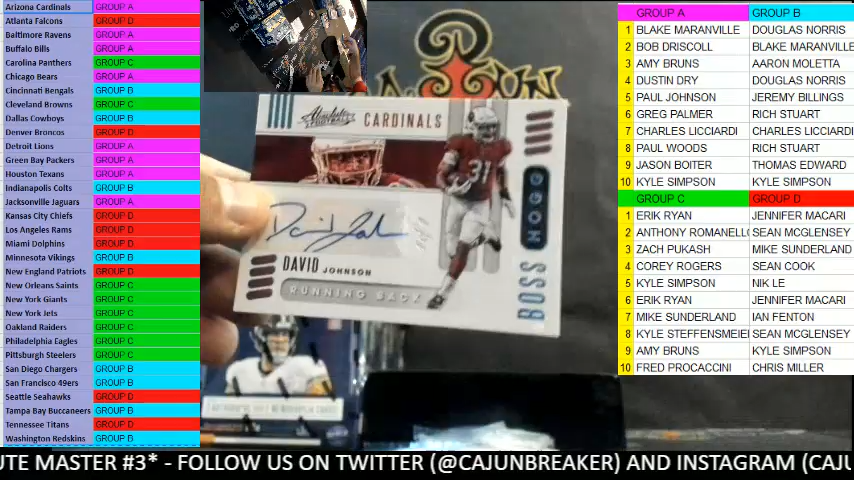 Arizona Cardinals GROUP A
Atlanta Falcons GROUP D
Baltimore Ravens GROUP A
Buffalo Bills GROUP A
Carolina Panthers GROUP C
Chicago Bears GROUP A
Cincinnati Bengals GROUP B
Cleveland Browns GROUP C
Dallas Cowboys GROUP B
Denver Broncos GROUP D
Detroit Lions GROUP A
Green Bay Packers GROUP A
Houston Texans GROUP A
Indianapolis Colts GROUP B
Jacksonville Jaguars GROUP A
Kansas City Chiefs GROUP D
Los Angeles Rams GROUP D
Miami Dolphins GROUP D
Minnesota Vikings GROUP B
New England Patriots GROUP D
New Orleans Saints GROUP C
New York Giants GROUP C
New York Jets GROUP C
Oakland Raiders GROUP C
Philadelphia Eagles GROUP C
Pittsburgh Steelers GROUP C
San Diego Chargers GROUP B
San Francisco 49ers GROUP B
Seattle Seahawks GROUP D
Tampa Bay Buccaneers GROUP B
Tennessee Titans GROUP D
Washington Redskins GROUP B
Absolute
FOOTBALL
CARDINALS
31
DAVID
JOHNSON
RUNNING BACK
BOSS HOGG
GROUP A GROUP B
1 BLAKE MARANVILLE DOUGLAS NORRIS
2 BOB DRISCOLL BLAKE MARANVILLE
3 AMY BRUNS AARON MOLETTA
4 DUSTIN DRY DOUGLAS NORRIS
5 PAUL JOHNSON JEREMY BILLINGS
6 GREG PALMER RICH STUART
7 CHARLES LICCIARDI CHARLES LICCIARDI
8 PAUL WOODS RICH STUART
9 JASON BOITER THOMAS EDWARD
10 KYLE SIMPSON KYLE SIMPSON
GROUP C GROUP D
1 ERIK RYAN JENNIFER MACARI
2 ANTHONY ROMANELLO SEAN MCGLENSEY
3 ZACH PUKASH MIKE SUNDERLAND
4 COREY ROGERS SEAN COOK
5 KYLE SIMPSON NIK LE
6 ERIK RYAN JENNIFER MACARI
7 MIKE SUNDERLAND IAN FENTON
8 KYLE STEFFENSMEIE SEAN MCGLENSEY
9 AMY BRUNS KYLE SIMPSON
10 FRED PROCACCINI CHRIS MILLER
UTE MASTER #3* - FOLLOW US ON TWITTER (@CAJUNBREAKER) AND INSTAGRAM (CAJU